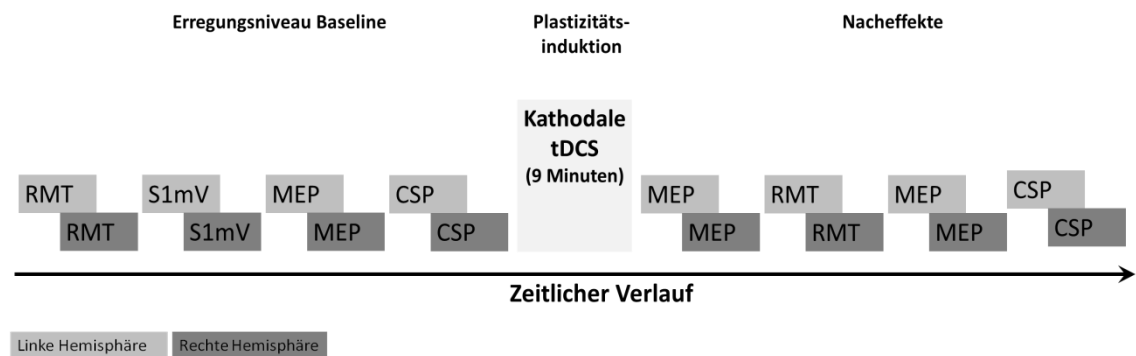 Erregungsniveau Baseline
Plastizitäts-
induktion
Nacheffekte
Kathodale
tDCS
(9 Minuten)
RMT
RMT
S1mV
S1mV
MEP
MEP
CSP
CSP
MEP
MEP
RMT
RMT
MEP
MEP
CSP
CSP
Zeitlicher Verlauf
Linke Hemisphäre
Rechte Hemisphäre